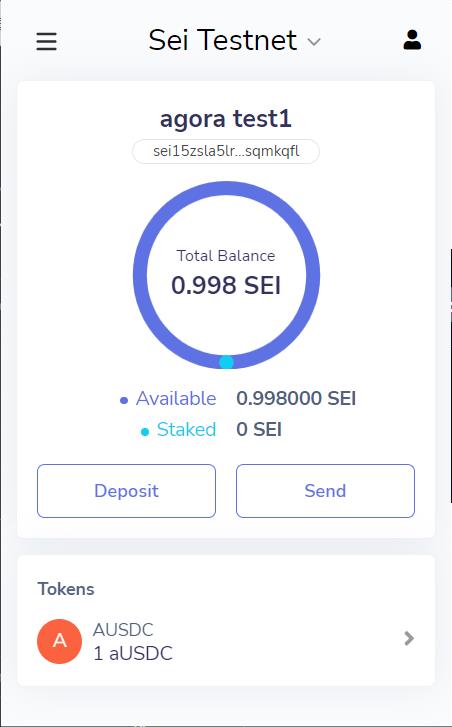 Sei Testnet
agora test1
sei15zsla5lr...sqmkqfl
Total Balance
0.998 SEI
Available 0.998000 SEI
Staked 0 SEI
Deposit Send
Tokens
A AUSDC
1 aUSDC